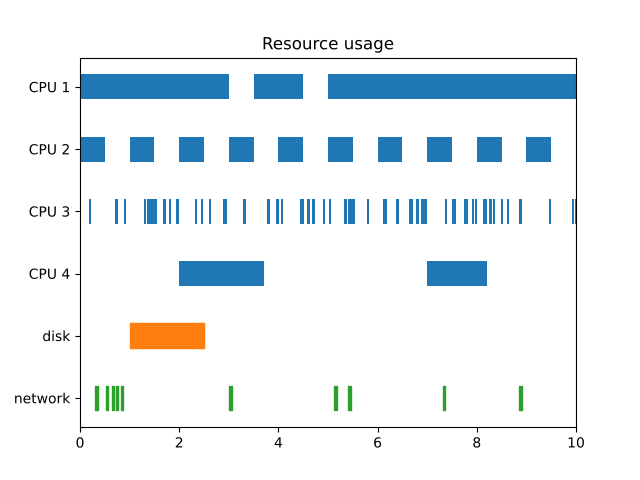 Resource usage
CPU 1
CPU 2
CPU 3
CPU 4
disk
network
0 2 4 6 8 10